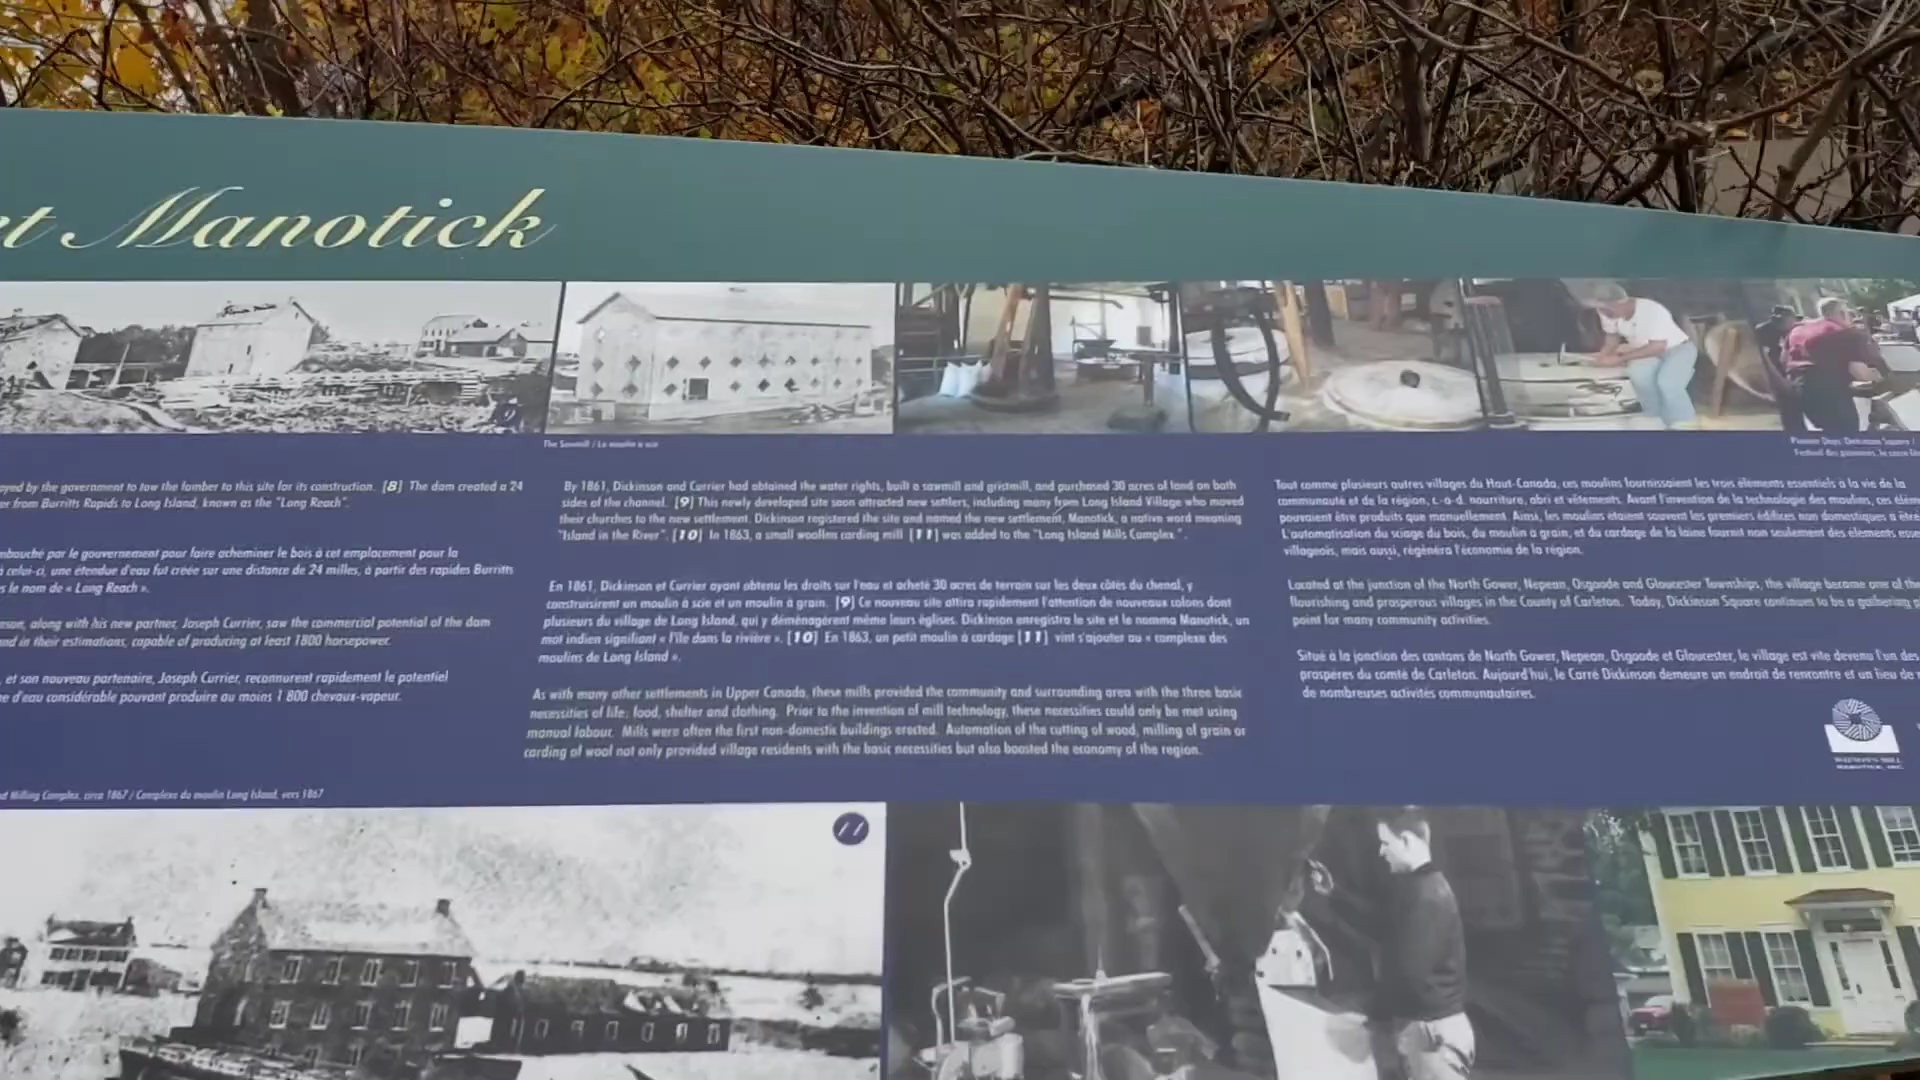 et Manotick
9
The Sawmill / Le moulin à scie
Pioneer Days, Dickinson Square /
Festival des pionniers, le carré
ayed by the government to tow the lumber to this site for its construction. [8] The dam created a 24
er from Burritts Rapids to Long Island, known as the "Long Reach".
mbauché par le gouvernement pour faire acheminer le bois à cet emplacement pour la
à celui-ci, une étendue d'eau fut créée sur une distance de 24 milles, à partir des rapides Burritts
s le nom de « Long Reach ».
nson, along with his new partner, Joseph Currier, saw the commercial potential of the dam
and in their estimations, capable of producing at least 1800 horsepower.
, et son nouveau partenaire, Joseph Currier, reconnurent rapidement le potentiel
e d'eau considérable pouvant produire au moins 1 800 chevaux-vapeur.
d Milling Complex, circa 1867 / Complexe du moulin Long Island, vers 1867
By 1861, Dickinson and Currier had obtained the water rights, built a sawmill and gristmill, and purchased 30 acres of land on both
sides of the channel. [9] This newly developed site soon attracted new settlers, including many from Long Island Village who moved
their churches to the new settlement. Dickinson registered the site and named the new settlement, Manotick, a native word meaning
"Island in the River". [10] In 1863, a small woollen carding mill [11] was added to the "Long Island Mills Complex".
En 1861, Dickinson et Currier ayant obtenu les droits sur l'eau et acheté 30 acres de terrain sur les deux côtés du chenal, y
construisirent un moulin à scie et un moulin à grain. [9] Ce nouveau site attira rapidement l'attention de nouveaux colons dont
plusieurs du village de Long Island, qui y déménagèrent même leurs églises. Dickinson enregistra le site et le nomma Manotick, un
mot indien signifiant « l'île dans la rivière ». [10] En 1863, un petit moulin à cardage [11] vint s'ajouter au « complexe des
moulins de Long Island ».
As with many other settlements in Upper Canada, these mills provided the community and surrounding area with the three basic
necessities of life: food, shelter and clothing. Prior to the invention of mill technology, these necessities could only be met using
manual labour. Mills were often the first non-domestic buildings erected. Automation of the cutting of wood, milling of grain or
carding of wool not only provided village residents with the basic necessities but also boosted the economy of the region.
Tout comme plusieurs autres villages du Haut-Canada, ces moulins fournissaient les trois éléments essentiels à la vie de la
communauté et de la région, c.-à-d. nourriture, abri et vêtements. Avant l'invention de la technologie des moulins, ces élém
pouvaient être produits que manuellement. Ainsi, les moulins étaient souvent les premiers édifices non domestiques à être
L'automatisation du sciage du bois, du moulin à grain, et du cardage de la laine fournit non seulement des éléments esse
villageois, mais aussi, régénéra l'économie de la région.
Located at the junction of the North Gower, Nepean, Osgoode and Gloucester Townships, the village became one of the
flourishing and prosperous villages in the County of Carleton. Today, Dickinson Square continues to be a gathering p
point for many community activities.
Situé à la jonction des cantons de North Gower, Nepean, Osgoode et Gloucester, le village est vite devenu l'un des
prospères du comté de Carleton. Aujourd'hui, le Carré Dickinson demeure un endroit de rencontre et un lieu de
de nombreuses activités communautaires.
WATSON'S MILL
MANOTICK, INC.
11